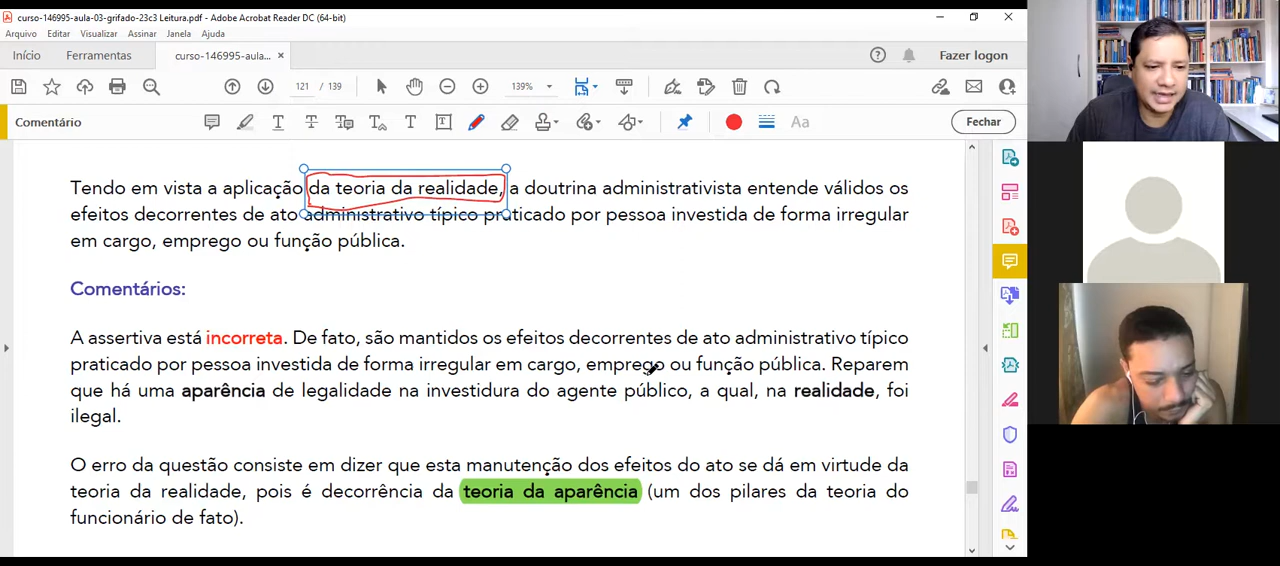 curso-146995-aula-03-grifado-23c3 Leitura.pdf - Adobe Acrobat Reader DC (64-bit)
Arquivo Editar Visualizar Assinar Janela Ajuda
Início Ferramentas curso-146995-aula... × Fazer logon
121 / 139 139%
Comentário Aa Fechar
Tendo em vista a aplicação da teoria da realidade, a doutrina administrativista entende válidos os
efeitos decorrentes de ato administrativo típico praticado por pessoa investida de forma irregular
em cargo, emprego ou função pública.
Comentários:
A assertiva está incorreta. De fato, são mantidos os efeitos decorrentes de ato administrativo típico
praticado por pessoa investida de forma irregular em cargo, emprego ou função pública. Reparem
que há uma aparência de legalidade na investidura do agente público, a qual, na realidade, foi
ilegal.
O erro da questão consiste em dizer que esta manutenção dos efeitos do ato se dá em virtude da
teoria da realidade, pois é decorrência da teoria da aparência (um dos pilares da teoria do
funcionário de fato).